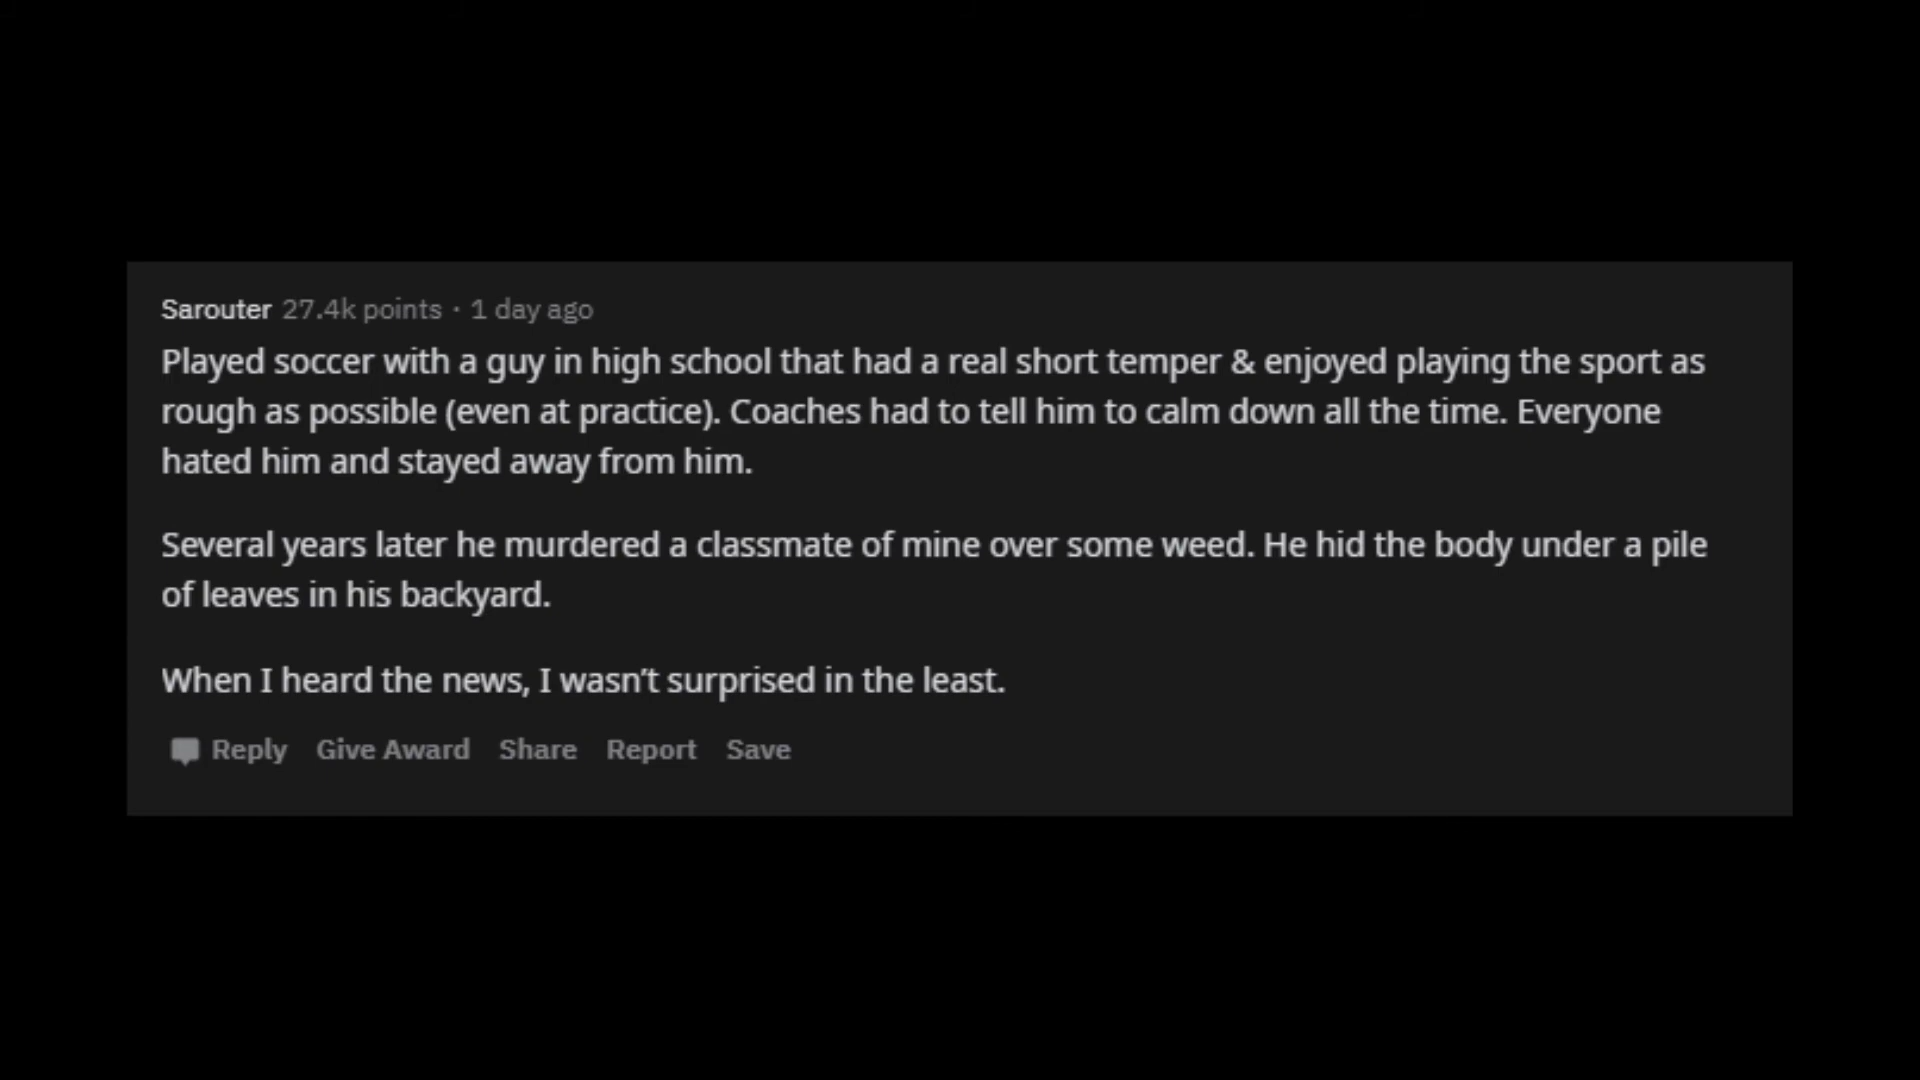 Sarouter 27.4k points · 1 day ago
Played soccer with a guy in high school that had a real short temper & enjoyed playing the sport as
rough as possible (even at practice). Coaches had to tell him to calm down all the time. Everyone
hated him and stayed away from him.
Several years later he murdered a classmate of mine over some weed. He hid the body under a pile
of leaves in his backyard.
When I heard the news, I wasn’t surprised in the least.
Reply Give Award Share Report Save